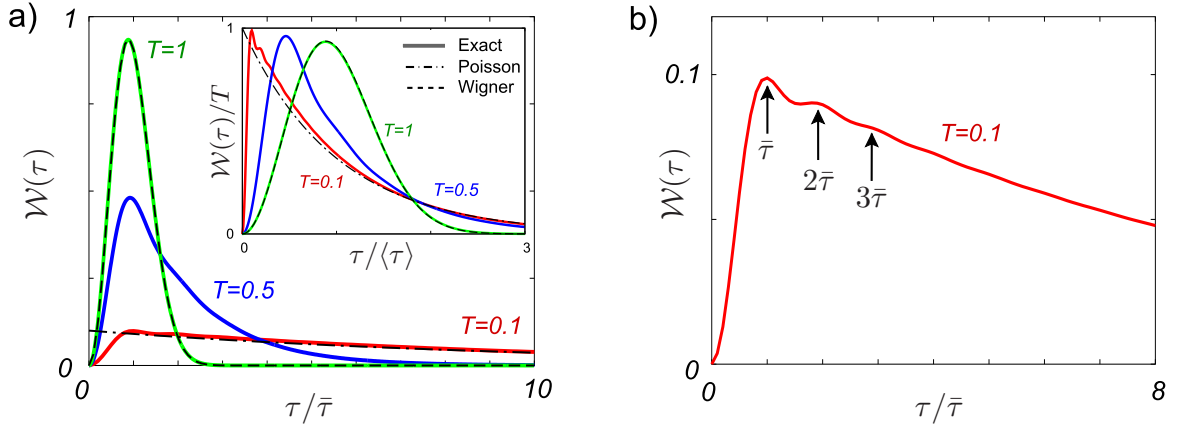 a)
1
T=1
T=0.5
T=0.1
𝒲(τ)
0
0
10
τ/τ̄
1
Exact
Poisson
Wigner
T=1
T=0.5
T=0.1
𝒲(τ)/T
0
0
3
τ/⟨τ⟩
b)
0.1
T=0.1
τ̄
2τ̄
3τ̄
𝒲(τ)
0
0
8
τ/τ̄